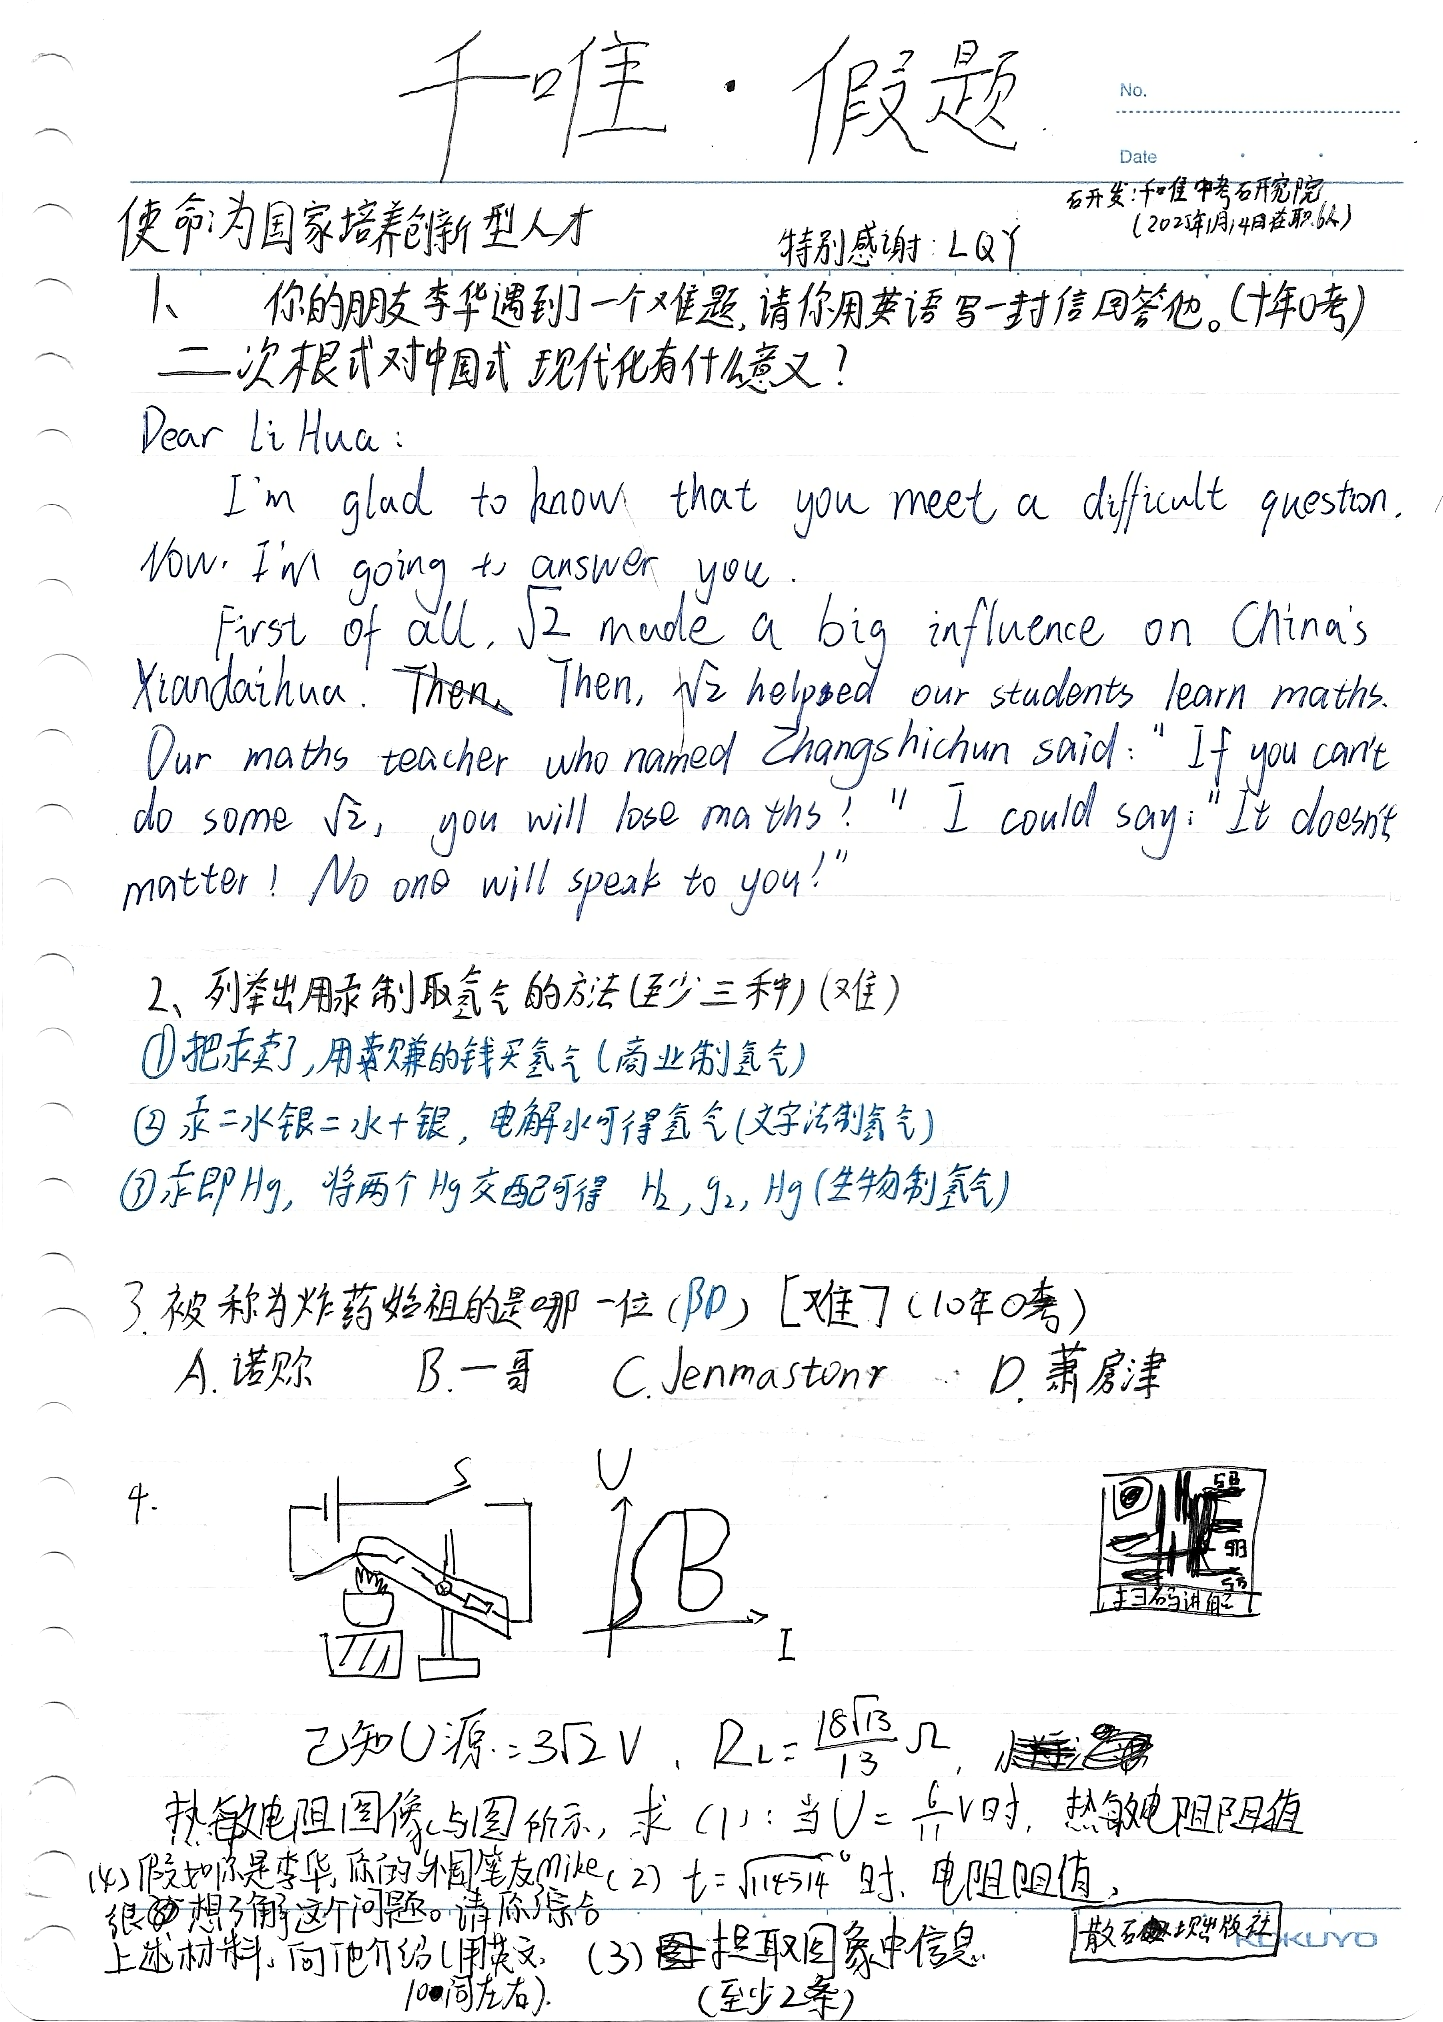 千唯·假题
No.
Date
研发:千唯中考研究院
(2025年1月14日在职6人)
使命:为国家培养创新型人才
特别感谢:LQY
1、 你的朋友李华遇到了一个难题,请你用英语写一封信回答他。(十年0考)
二次根式对中国式现代化有什么意义?
Dear Li Hua:
I'm glad to know that you meet a difficult question.
Now. I'm going to answer you.
First of all, √2 made a big influence on China's
Xiandaihua. Then, Then, √2 helped our students learn maths.
Our maths teacher who named Zhangshichun said:"If you can't
do some √2, you will lose maths!" I could say:"It doesn't
matter! No one will speak to you!"
2、列举出用汞制取氢气的方法(至少三种)(难)
①把汞卖了,用卖赚的钱买氢气(商业制氢气)
②汞=水银=水+银,电解水可得氢气(文字法制氢气)
③汞即Hg,将两个Hg交配可得 H₂,g₂,Hg(生物制氢气)
3.被称为炸药始祖的是哪一位(BD)[难](10年0考)
A.诺贝尔 B.一哥 C.Jenmastonr D.萧房津
4.
S
U
B
I
SB
SB
SB
扫码讲解
已知U源=3√2V,RL=18√13/13Ω,
热敏电阻图像与图所示,求(1):当U=6/11V时,热敏电阻阻值
(2)t=√114514°时,电阻阻值,
(3)提取图象中信息
(至少2条)
(4)假如你是李华,你的外国笔友Mike
很想了解这个问题。请你综合
上述材料,向他介绍(用英文,
10词左右).
散石坝出版社
KOKUYO